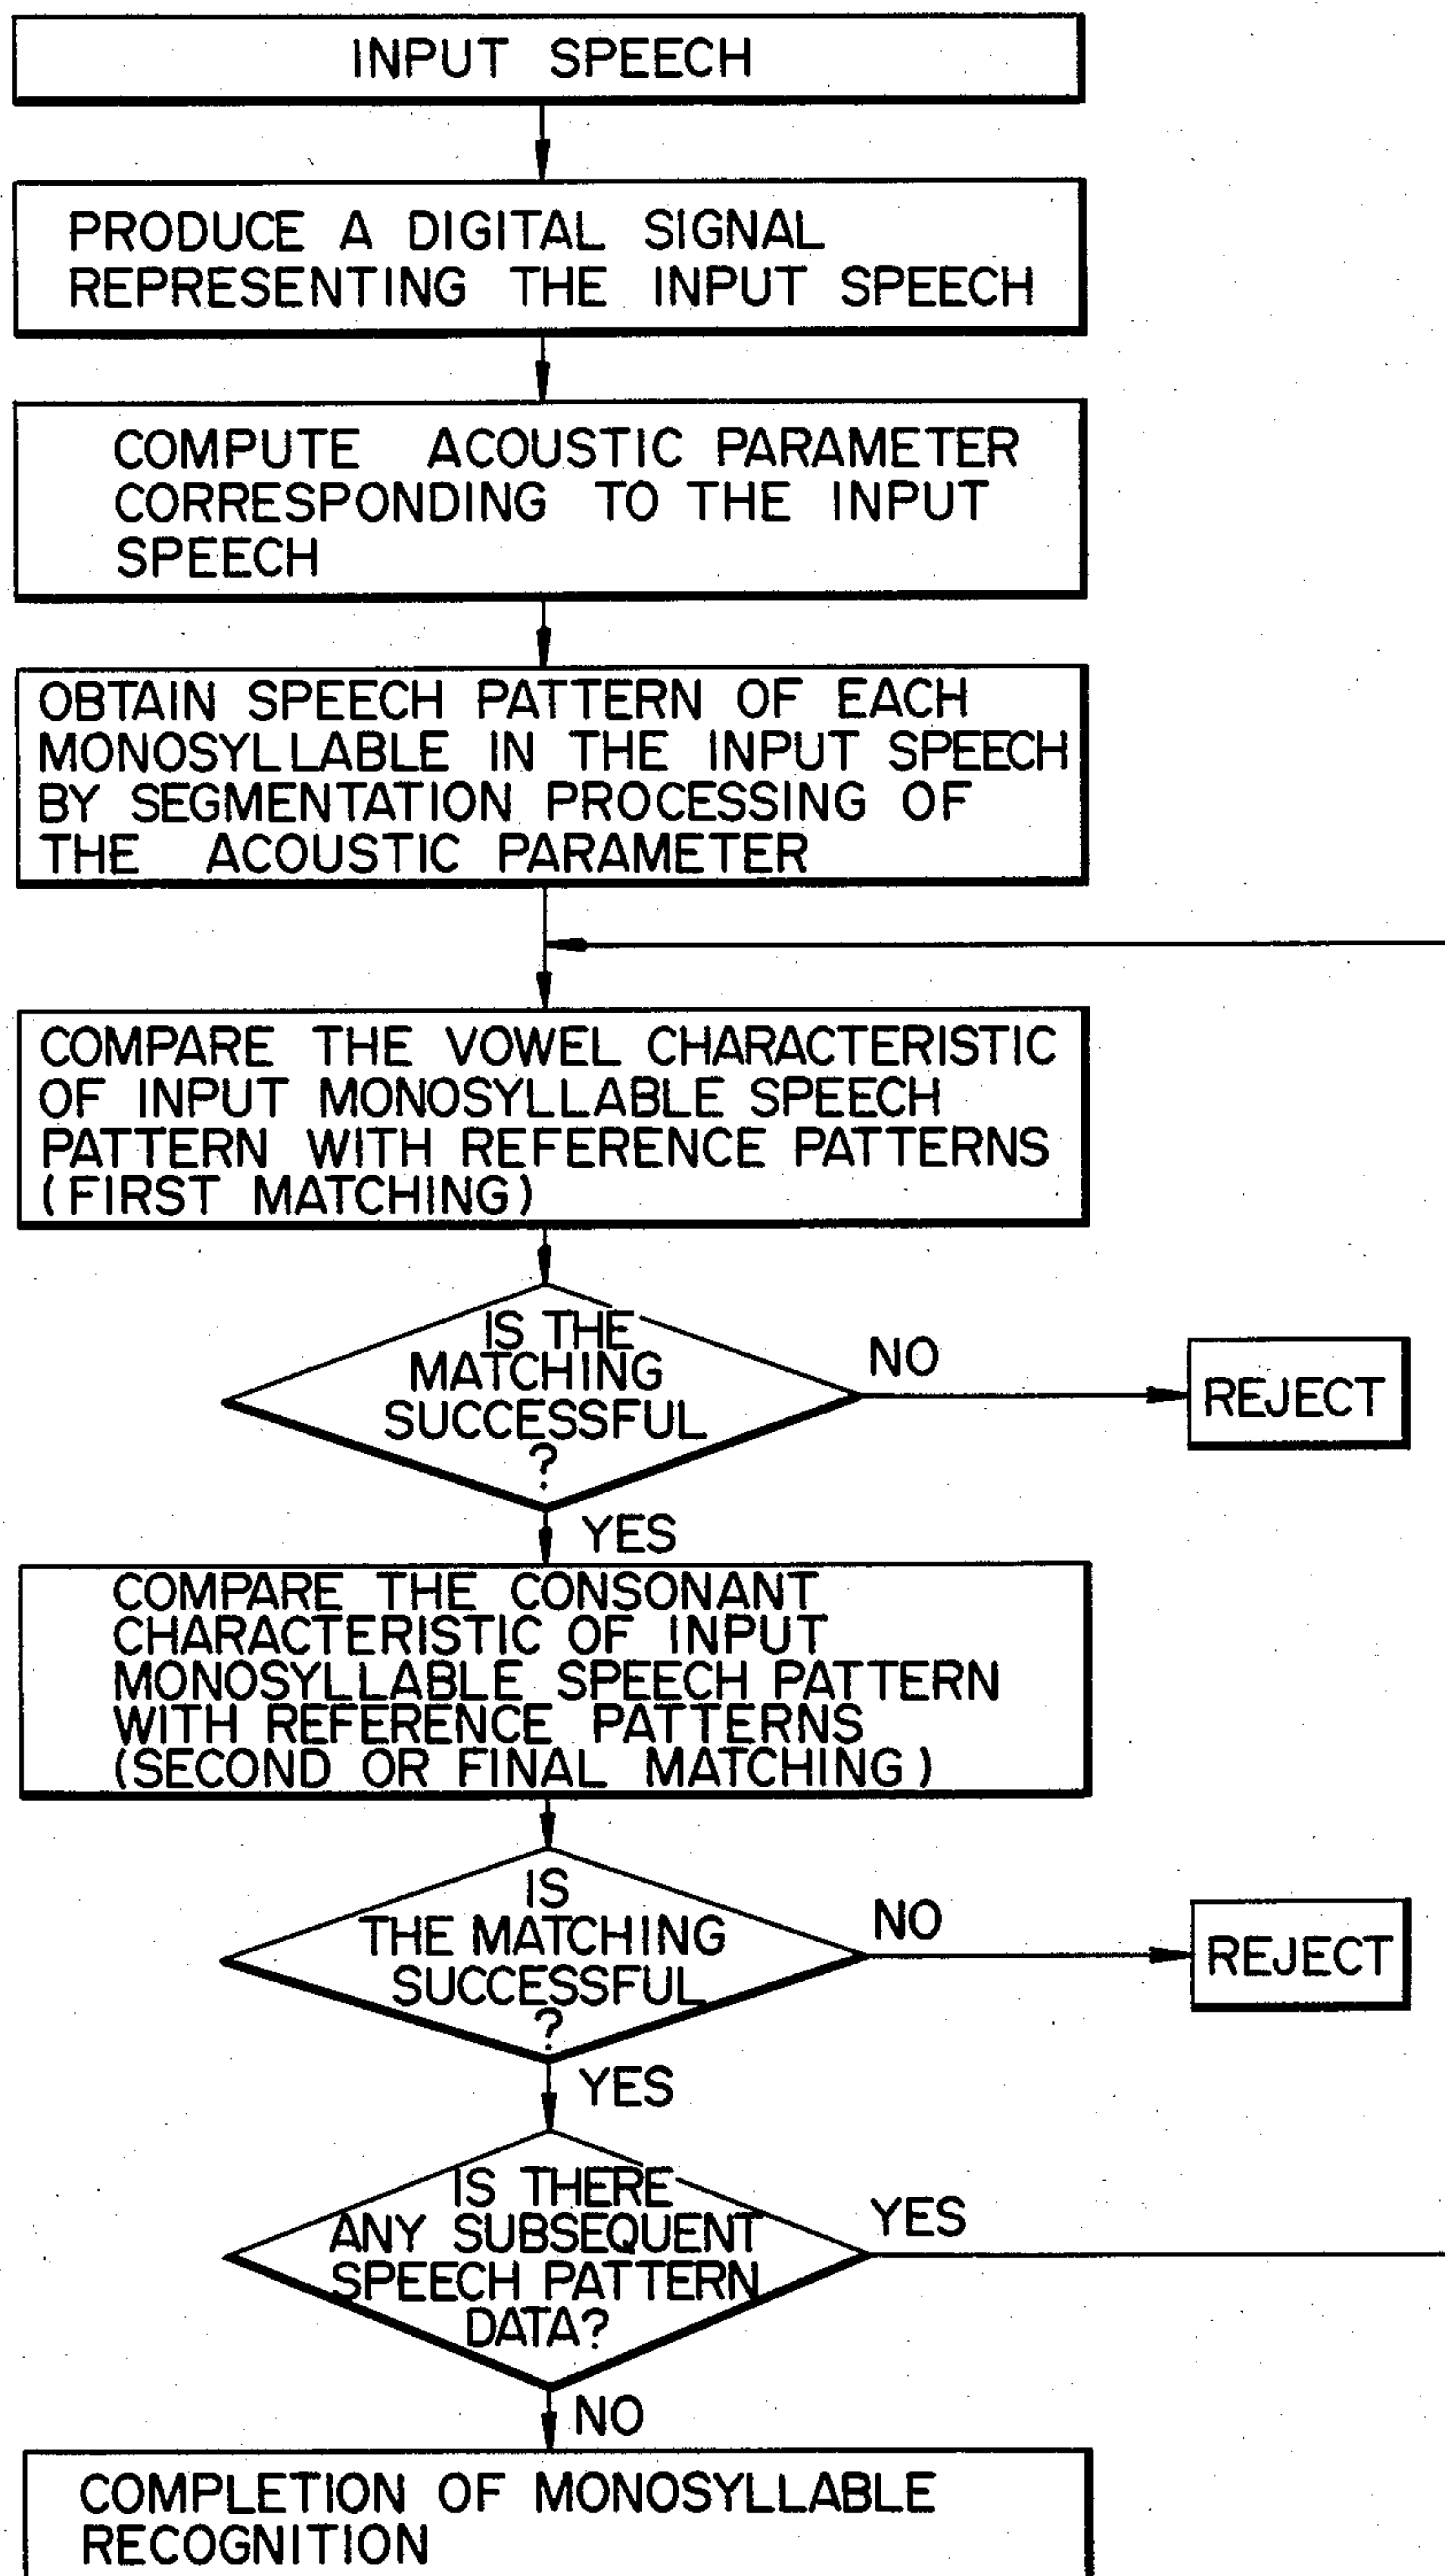 INPUT SPEECH
PRODUCE A DIGITAL SIGNAL
REPRESENTING THE INPUT SPEECH
COMPUTE ACOUSTIC PARAMETER
CORRESPONDING TO THE INPUT
SPEECH
OBTAIN SPEECH PATTERN OF EACH
MONOSYLLABLE IN THE INPUT SPEECH
BY SEGMENTATION PROCESSING OF
THE ACOUSTIC PARAMETER
COMPARE THE VOWEL CHARACTERISTIC
OF INPUT MONOSYLLABLE SPEECH
PATTERN WITH REFERENCE PATTERNS
(FIRST MATCHING)
IS THE
MATCHING
SUCCESSFUL
?
NO
REJECT
YES
COMPARE THE CONSONANT
CHARACTERISTIC OF INPUT
MONOSYLLABLE SPEECH PATTERN
WITH REFERENCE PATTERNS
(SECOND OR FINAL MATCHING)
IS
THE MATCHING
SUCCESSFUL
?
NO
REJECT
YES
IS THERE
ANY SUBSEQUENT
SPEECH PATTERN
DATA?
YES
NO
COMPLETION OF MONOSYLLABLE
RECOGNITION